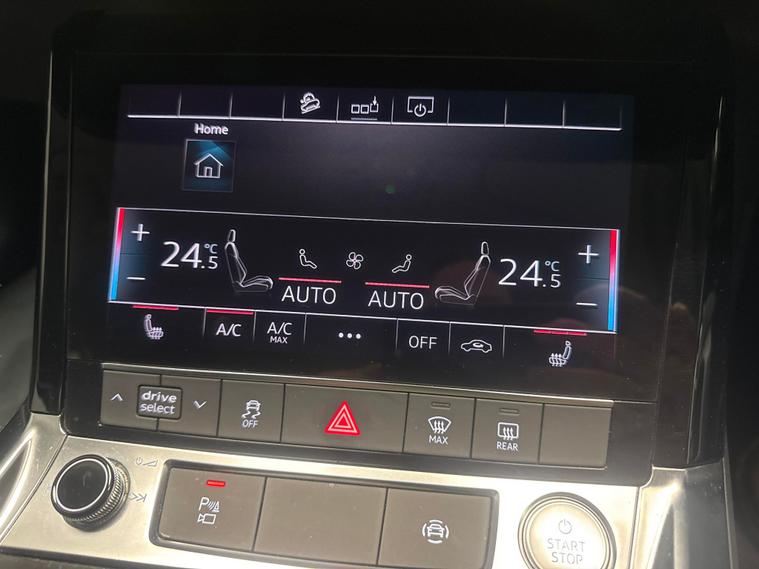 Home
+
24.5 °C
-
AUTO
AUTO
+
24.5 °C
-
A/C
A/C
MAX
•••
OFF
drive
select
OFF
MAX
REAR
P
START
STOP